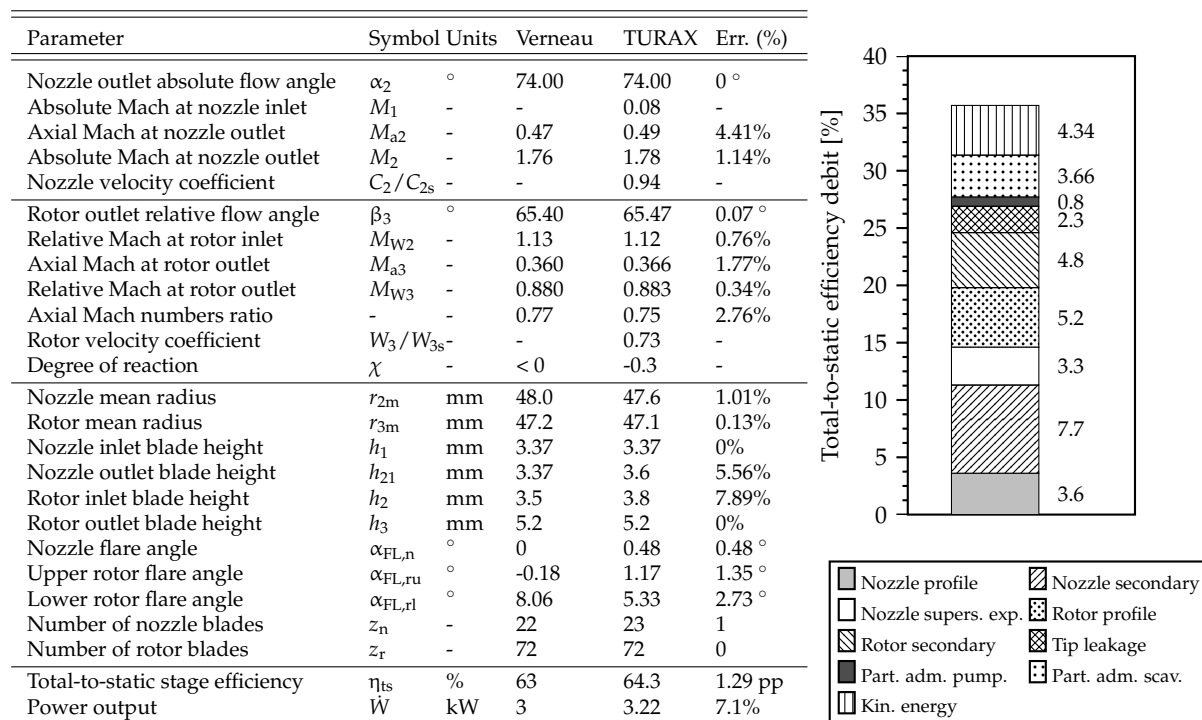 Parameter Symbol Units Verneau TURAX Err. (%)
Nozzle outlet absolute flow angle α2 ° 74.00 74.00 0 °
Absolute Mach at nozzle inlet M1 - - 0.08 -
Axial Mach at nozzle outlet Ma2 - 0.47 0.49 4.41%
Absolute Mach at nozzle outlet M2 - 1.76 1.78 1.14%
Nozzle velocity coefficient C2/C2s - - 0.94 -
Rotor outlet relative flow angle β3 ° 65.40 65.47 0.07 °
Relative Mach at rotor inlet MW2 - 1.13 1.12 0.76%
Axial Mach at rotor outlet Ma3 - 0.360 0.366 1.77%
Relative Mach at rotor outlet MW3 - 0.880 0.883 0.34%
Axial Mach numbers ratio - - 0.77 0.75 2.76%
Rotor velocity coefficient W3/W3s - - 0.73 -
Degree of reaction χ - < 0 -0.3 -
Nozzle mean radius r2m mm 48.0 47.6 1.01%
Rotor mean radius r3m mm 47.2 47.1 0.13%
Nozzle inlet blade height h1 mm 3.37 3.37 0%
Nozzle outlet blade height h21 mm 3.37 3.6 5.56%
Rotor inlet blade height h2 mm 3.5 3.8 7.89%
Rotor outlet blade height h3 mm 5.2 5.2 0%
Nozzle flare angle αFL,n ° 0 0.48 0.48 °
Upper rotor flare angle αFL,ru ° -0.18 1.17 1.35 °
Lower rotor flare angle αFL,rl ° 8.06 5.33 2.73 °
Number of nozzle blades zn - 22 23 1
Number of rotor blades zr - 72 72 0
Total-to-static stage efficiency ηts % 63 64.3 1.29 pp
Power output Ẇ kW 3 3.22 7.1%
Total-to-static efficiency debit [%]
40
35
30
25
20
15
10
5
0
4.34
3.66
0.8
2.3
4.8
5.2
3.3
7.7
3.6
Nozzle profile Nozzle secondary
Nozzle supers. exp. Rotor profile
Rotor secondary Tip leakage
Part. adm. pump. Part. adm. scav.
Kin. energy